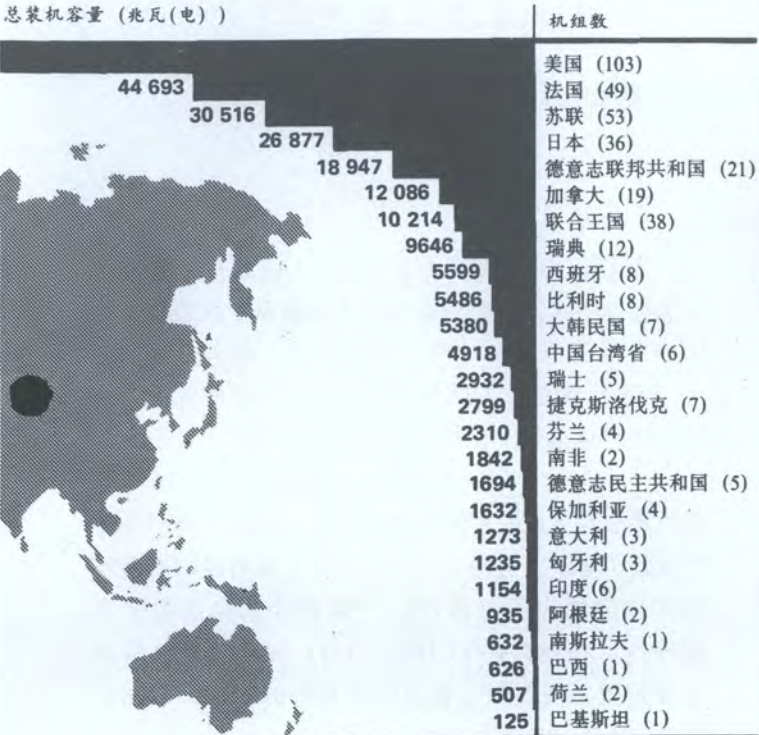 总装机容量 (兆瓦(电) ) 机组数
美国 (103)
44 693 法国 (49)
30 516 苏联 (53)
26 877 日本 (36)
18 947 德意志联邦共和国 (21)
12 086 加拿大 (19)
10 214 联合王国 (38)
9646 瑞典 (12)
5599 西班牙 (8)
5486 比利时 (8)
5380 大韩民国 (7)
4918 中国台湾省 (6)
2932 瑞士 (5)
2799 捷克斯洛伐克 (7)
2310 芬兰 (4)
1842 南非 (2)
1694 德意志民主共和国 (5)
1632 保加利亚 (4)
1273 意大利 (3)
1235 匈牙利 (3)
1154 印度(6)
935 阿根廷 (2)
632 南斯拉夫 (1)
626 巴西 (1)
507 荷兰 (2)
125 巴基斯坦 (1)